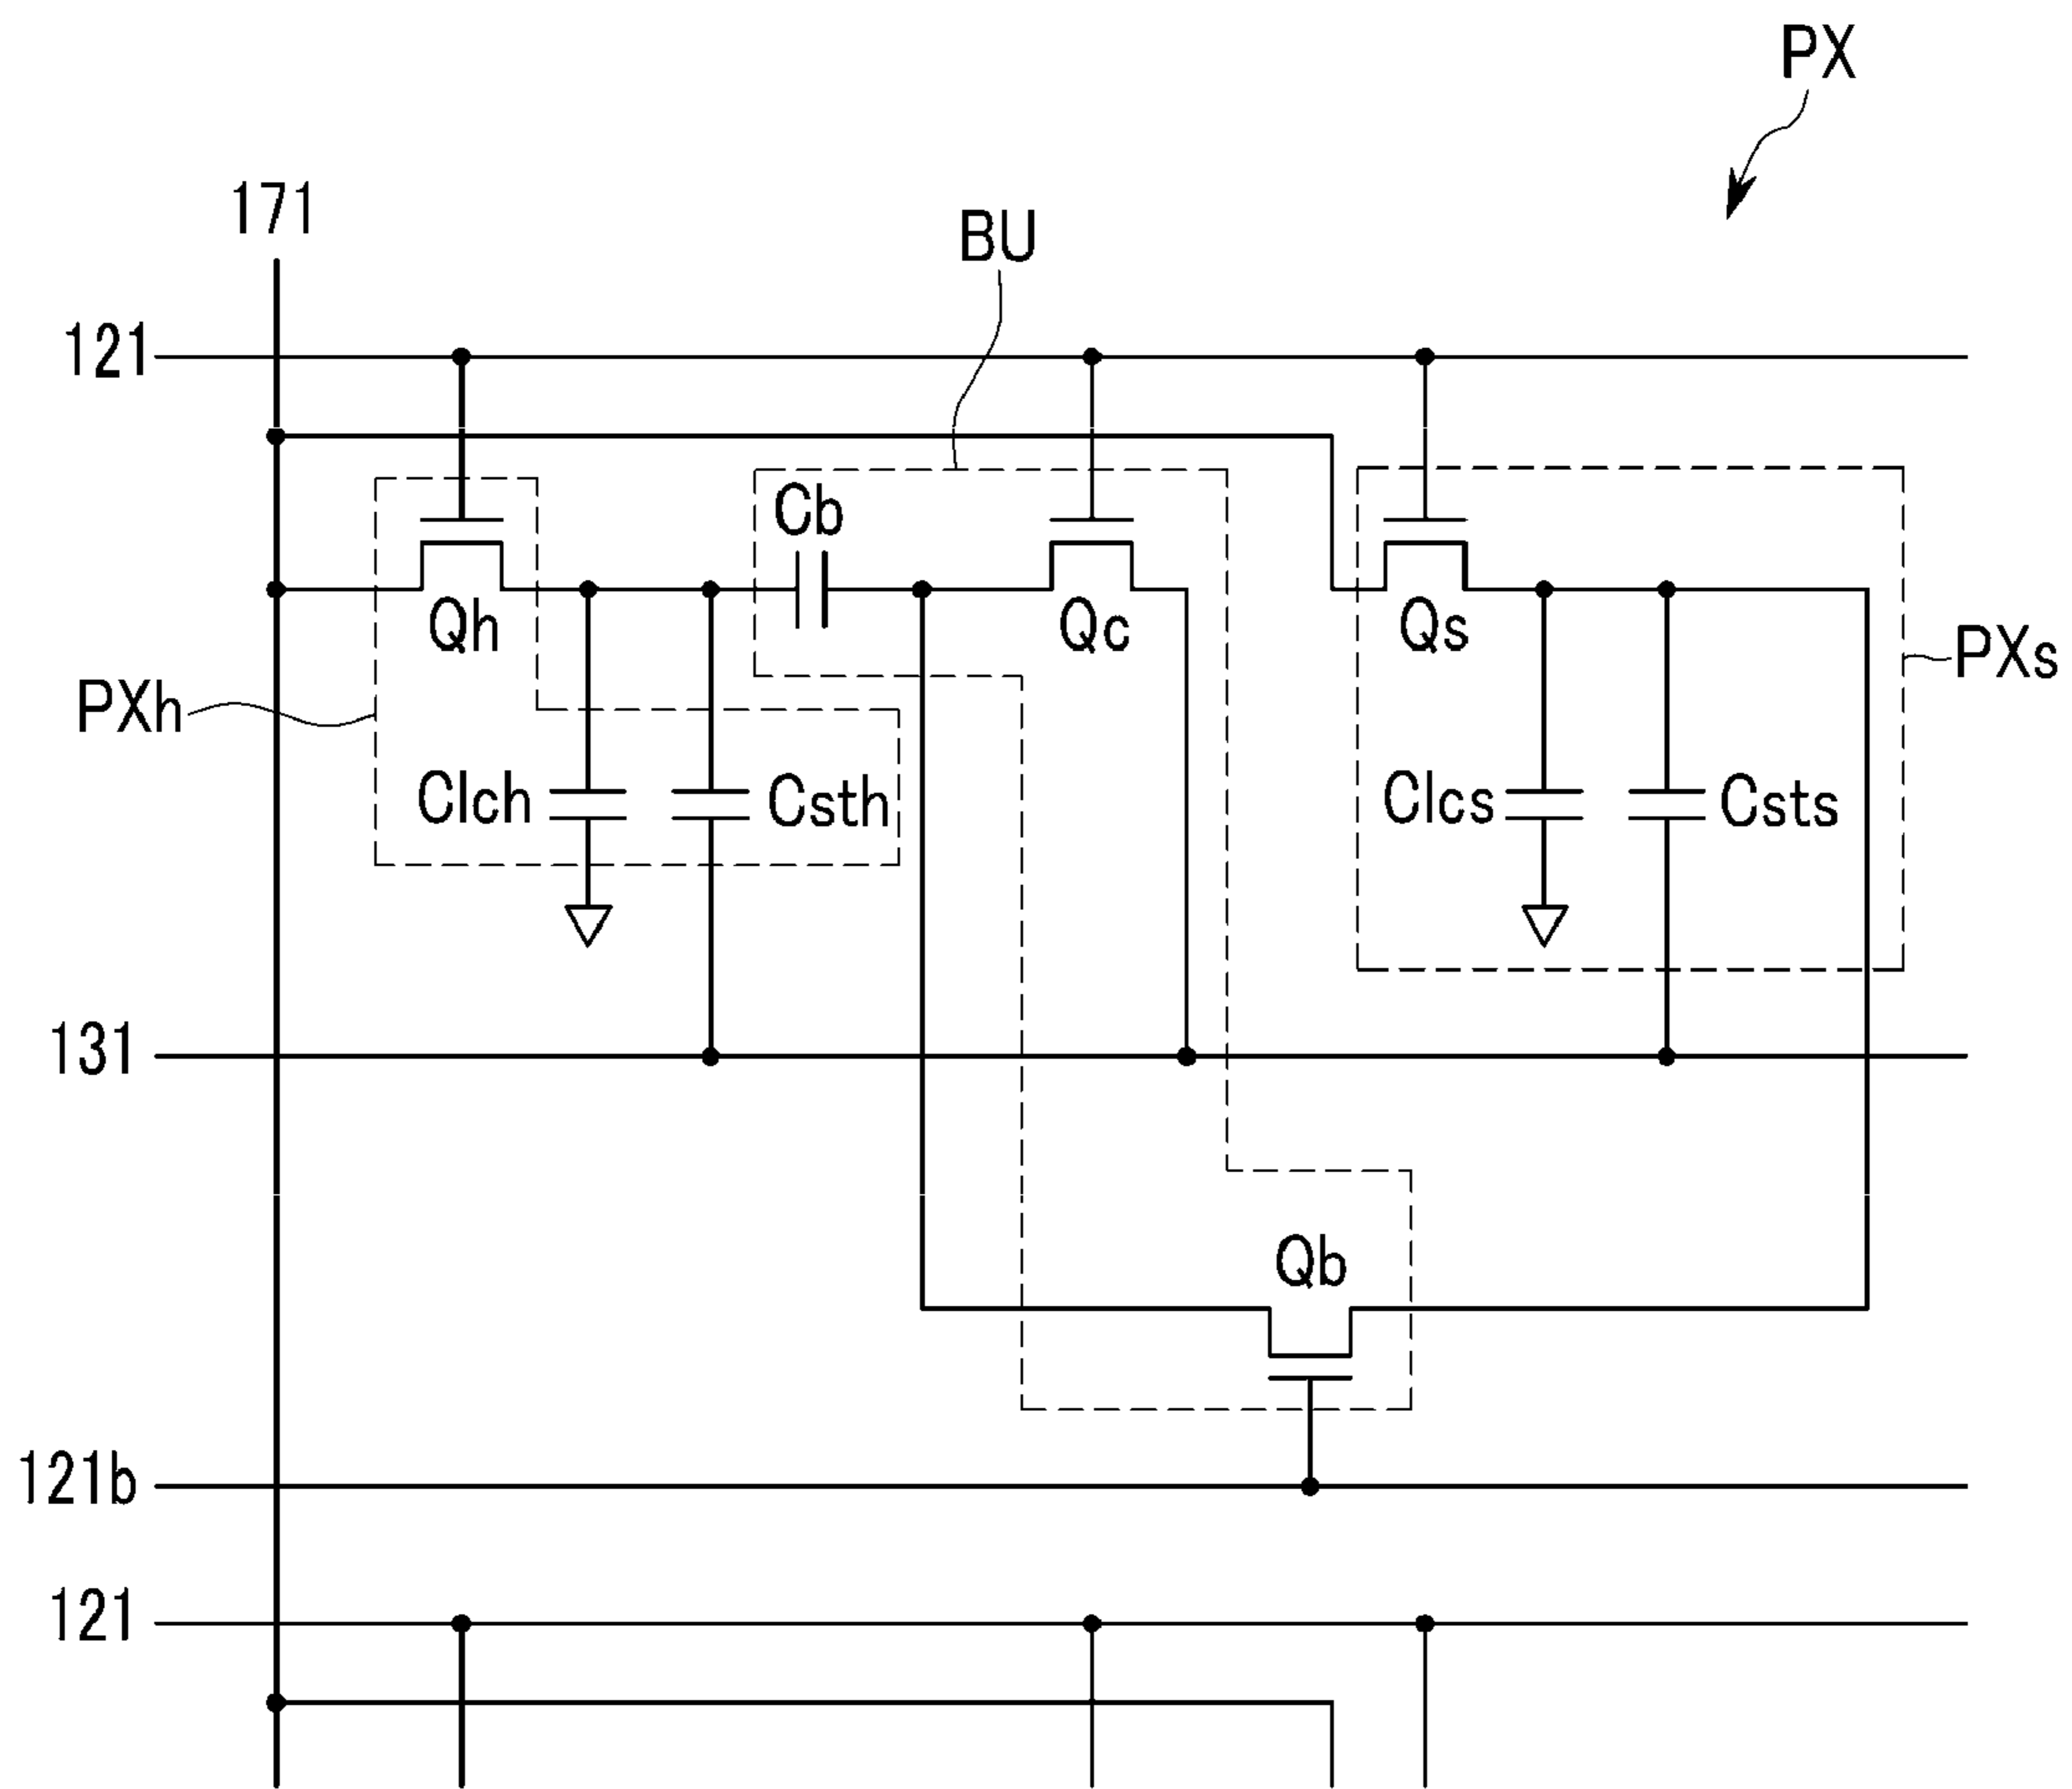 PX
171
BU
121
Cb
Qh
Qc
Qs
PXs
PXh
Clch
Csth
Clcs
Csts
131
Qb
121b
121